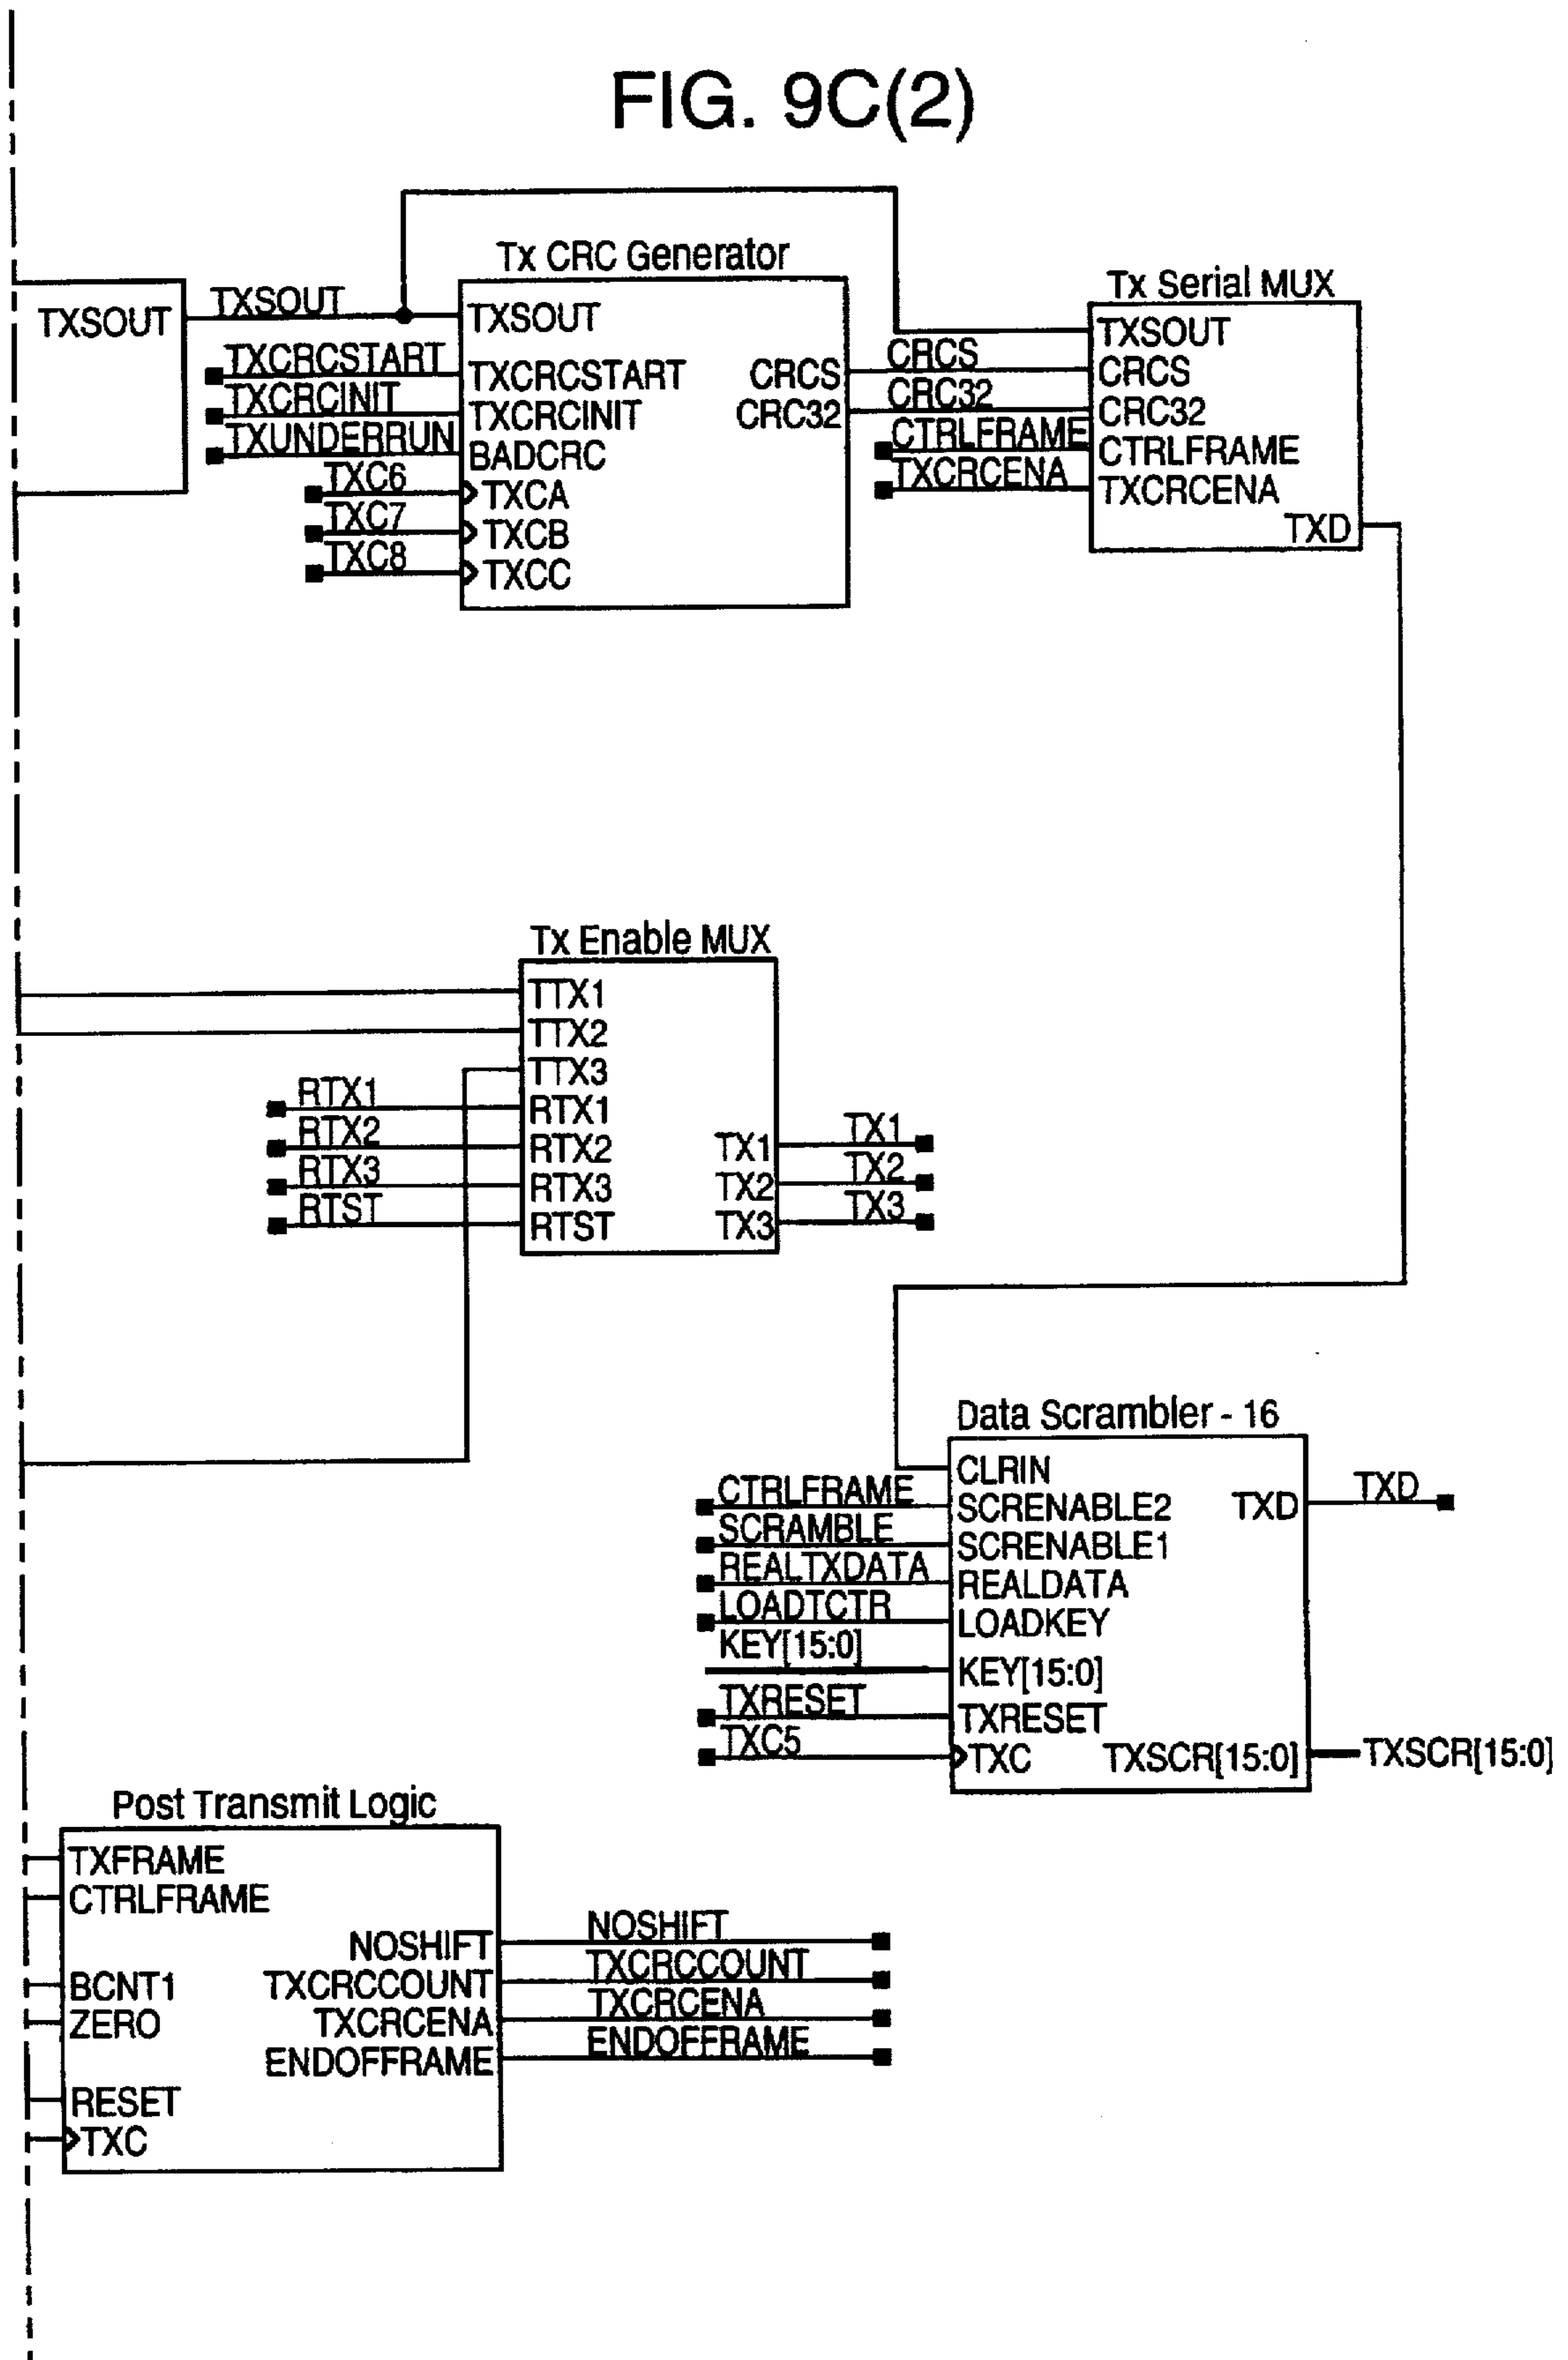 FIG. 9C(2)
TXSOUT
TXSOUT
Tx CRC Generator
TXSOUT
TXCRCSTART
TXCRCSTART
TXCRCINIT
TXCRCINIT
TXUNDERRUN
BADCRC
TXC6
TXCA
TXC7
TXCB
TXC8
TXCC
CRCS
CRC32
Tx Serial MUX
TXSOUT
CRCS
CRCS
CRC32
CRC32
CTRLFRAME
CTRLFRAME
TXCRCENA
TXCRCENA
TXD
Tx Enable MUX
TTX1
TTX2
TTX3
RTX1
RTX1
RTX2
RTX2
RTX3
RTX3
RTST
RTST
TX1
TX1
TX2
TX2
TX3
TX3
Data Scrambler - 16
CLRIN
CTRLFRAME
SCRENABLE2
SCRAMBLE
SCRENABLE1
REALTXDATA
REALDATA
LOADTCTR
LOADKEY
KEY[15:0]
KEY[15:0]
TXRESET
TXRESET
TXC5
TXC
TXD
TXD
TXSCR[15:0]
TXSCR[15:0]
Post Transmit Logic
TXFRAME
CTRLFRAME
BCNT1
ZERO
RESET
TXC
NOSHIFT
NOSHIFT
TXCRCCOUNT
TXCRCCOUNT
TXCRCENA
TXCRCENA
ENDOFFRAME
ENDOFFRAME